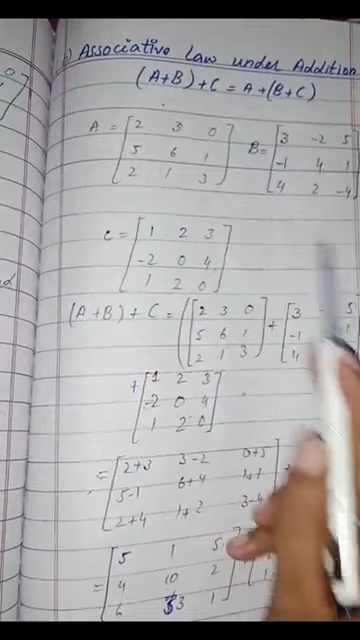 ) Associative Law under Addition
(A+B)+C = A+(B+C)
A = [2 3 0 B = [3 -2 5
5 6 1 -1 4 1
2 1 3] 4 2 -4]
C = [1 2 3
-2 0 4
1 2 0]
(A+B)+C = ([2 3 0 + [3 5
5 6 1 -1 1
2 1 3] 4
+ [1 2 3
-2 0 4
1 2 0]
= [2+3 3-2 0+5
5-1 6+4 1+1
2+4 1+2 3-4
= [5 1 5
4 10 2
6 3 1